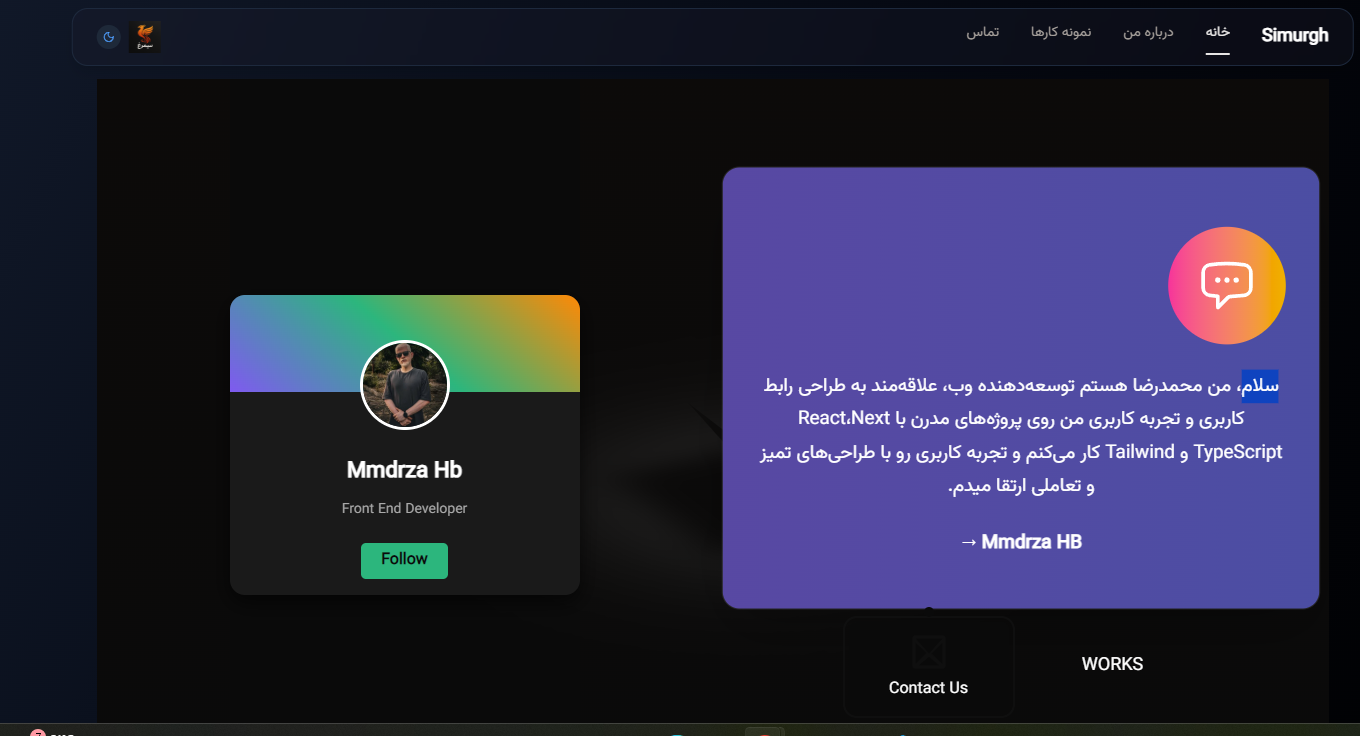 Simurgh
خانه
درباره من
نمونه کارها
تماس
سیمرغ
سلام، من محمدرضا هستم توسعه‌دهنده وب، علاقه‌مند به طراحی رابط
کاربری و تجربه کاربری من روی پروژه‌های مدرن با React،Next
TypeScript و Tailwind کار می‌کنم و تجربه کاربری رو با طراحی‌های تمیز
و تعاملی ارتقا میدم.
Mmdrza HB →
Mmdrza Hb
Front End Developer
Follow
WORKS
Contact Us